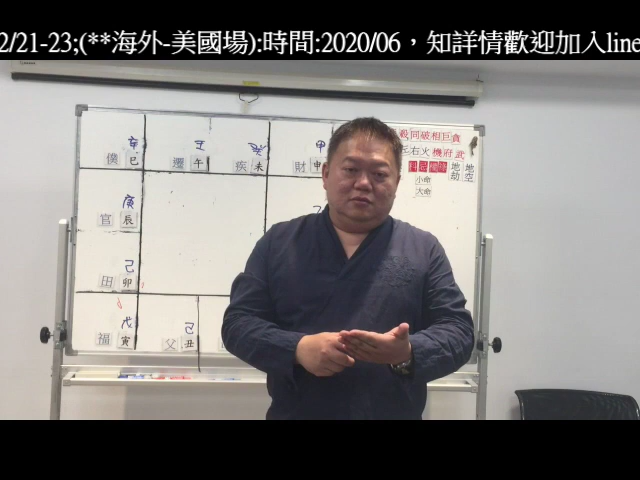 2/21-23;(**海外-美國場):時間:2020/06，知詳情歡迎加入line
辛 壬 癸 甲
僕 巳 遷 午 疾 未 財 申
殺破同相巨貪
右火機府武
地劫 地空
小命
大命
庚
官 辰
己
田 卯
戊 己
福 寅 父 丑